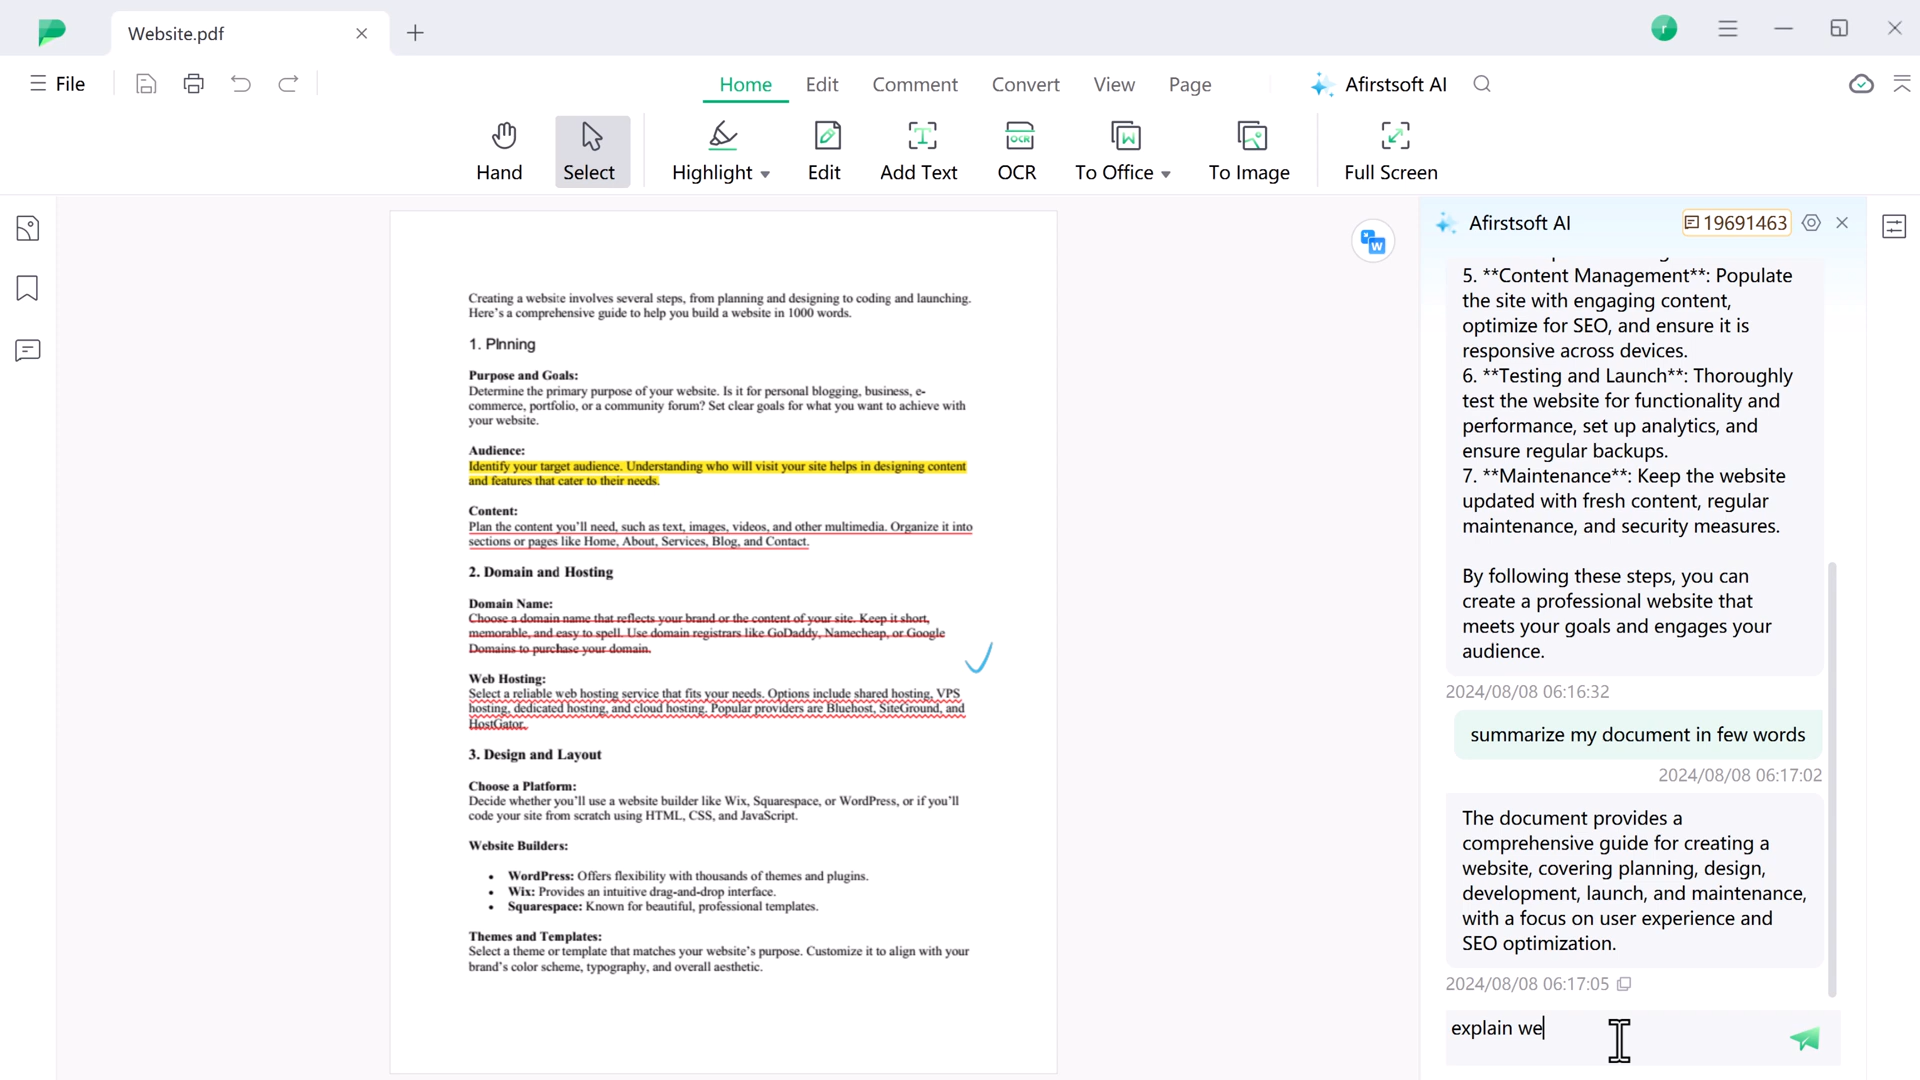 Website.pdf
r
File
Home
Edit
Comment
Convert
View
Page
Afirstsoft AI
Hand
Select
Highlight
Edit
Add Text
OCR
OCR
To Office
To Image
Full Screen
Creating a website involves several steps, from planning and designing to coding and launching.
Here's a comprehensive guide to help you build a website in 1000 words.
1. Plnning
Purpose and Goals:
Determine the primary purpose of your website. Is it for personal blogging, business, e-
commerce, portfolio, or a community forum? Set clear goals for what you want to achieve with
your website.
Audience:
Identify your target audience. Understanding who will visit your site helps in designing content
and features that cater to their needs.
Content:
Plan the content you'll need, such as text, images, videos, and other multimedia. Organize it into
sections or pages like Home, About, Services, Blog, and Contact.
2. Domain and Hosting
Domain Name:
Choose a domain name that reflects your brand or the content of your site. Keep it short,
memorable, and easy to spell. Use domain registrars like GoDaddy, Namecheap, or Google
Domains to purchase your domain.
Web Hosting:
Select a reliable web hosting service that fits your needs. Options include shared hosting, VPS
hosting, dedicated hosting, and cloud hosting. Popular providers are Bluehost, SiteGround, and
HostGator.
3. Design and Layout
Choose a Platform:
Decide whether you'll use a website builder like Wix, Squarespace, or WordPress, or if you'll
code your site from scratch using HTML, CSS, and JavaScript.
Website Builders:
• WordPress: Offers flexibility with thousands of themes and plugins.
• Wix: Provides an intuitive drag-and-drop interface.
• Squarespace: Known for beautiful, professional templates.
Themes and Templates:
Select a theme or template that matches your website's purpose. Customize it to align with your
brand's color scheme, typography, and overall aesthetic.
W
Afirstsoft AI
19691463
5. **Content Management**: Populate
the site with engaging content,
optimize for SEO, and ensure it is
responsive across devices.
6. **Testing and Launch**: Thoroughly
test the website for functionality and
performance, set up analytics, and
ensure regular backups.
7. **Maintenance**: Keep the website
updated with fresh content, regular
maintenance, and security measures.
By following these steps, you can
create a professional website that
meets your goals and engages your
audience.
2024/08/08 06:16:32
summarize my document in few words
2024/08/08 06:17:02
The document provides a
comprehensive guide for creating a
website, covering planning, design,
development, launch, and maintenance,
with a focus on user experience and
SEO optimization.
2024/08/08 06:17:05
explain we